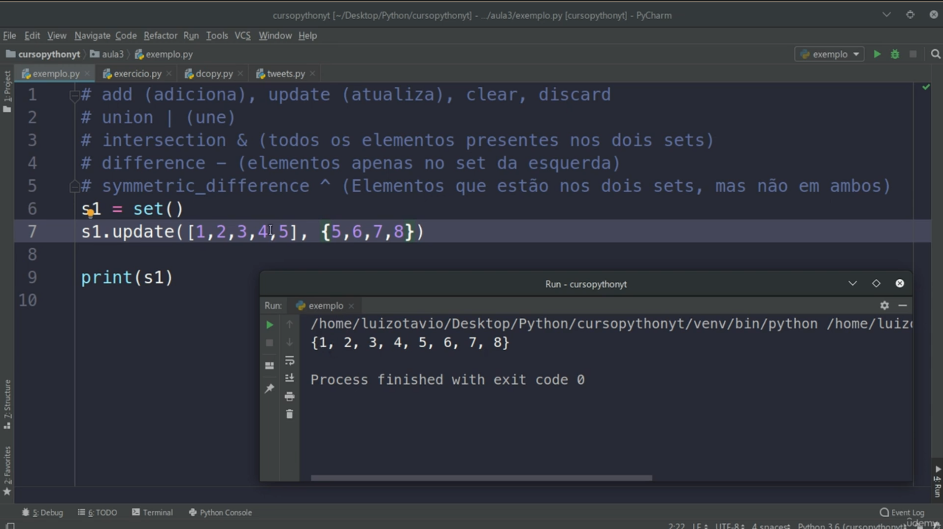 cursopythonyt [~/Desktop/Python/cursopythonyt] - .../aula3/exemplo.py [cursopythonyt] - PyCharm
File Edit View Navigate Code Refactor Run Tools VCS Window Help
cursopythonyt aula3 exemplo.py exemplo
exemplo.py exercicio.py dcopy.py tweets.py
1: Project
1 # add (adiciona), update (atualiza), clear, discard
2 # union | (une)
3 # intersection & (todos os elementos presentes nos dois sets)
4 # difference - (elementos apenas no set da esquerda)
5 # symmetric_difference ^ (Elementos que estão nos dois sets, mas não em ambos)
6 s1 = set()
7 s1.update([1,2,3,4,5], {5,6,7,8})
8
9 print(s1)
10
Run - cursopythonyt
Run: exemplo
/home/luizotavio/Desktop/Python/cursopythonyt/venv/bin/python /home/luizo
{1, 2, 3, 4, 5, 6, 7, 8}
Process finished with exit code 0
7: Structure
2: Favorites
4: Run
5: Debug 6: TODO Terminal Python Console Event Log
2:22 LF UTF-8 4 spaces Python 3.6 (cursopythonyt)
Udemy